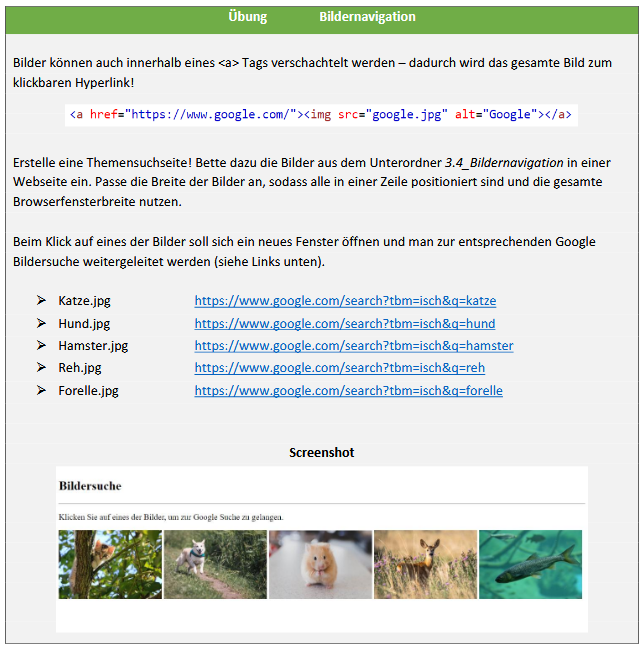 Übung Bildernavigation
Bilder können auch innerhalb eines <a> Tags verschachtelt werden – dadurch wird das gesamte Bild zum
klickbaren Hyperlink!
<a href="https://www.google.com/"><img src="google.jpg" alt="Google"></a>
Erstelle eine Themensuchseite! Bette dazu die Bilder aus dem Unterordner 3.4_Bildernavigation in einer
Webseite ein. Passe die Breite der Bilder an, sodass alle in einer Zeile positioniert sind und die gesamte
Browserfensterbreite nutzen.
Beim Klick auf eines der Bilder soll sich ein neues Fenster öffnen und man zur entsprechenden Google
Bildersuche weitergeleitet werden (siehe Links unten).
➢ Katze.jpg https://www.google.com/search?tbm=isch&q=katze
➢ Hund.jpg https://www.google.com/search?tbm=isch&q=hund
➢ Hamster.jpg https://www.google.com/search?tbm=isch&q=hamster
➢ Reh.jpg https://www.google.com/search?tbm=isch&q=reh
➢ Forelle.jpg https://www.google.com/search?tbm=isch&q=forelle
Screenshot
Bildersuche
Klicken Sie auf eines der Bilder, um zur Google Suche zu gelangen.